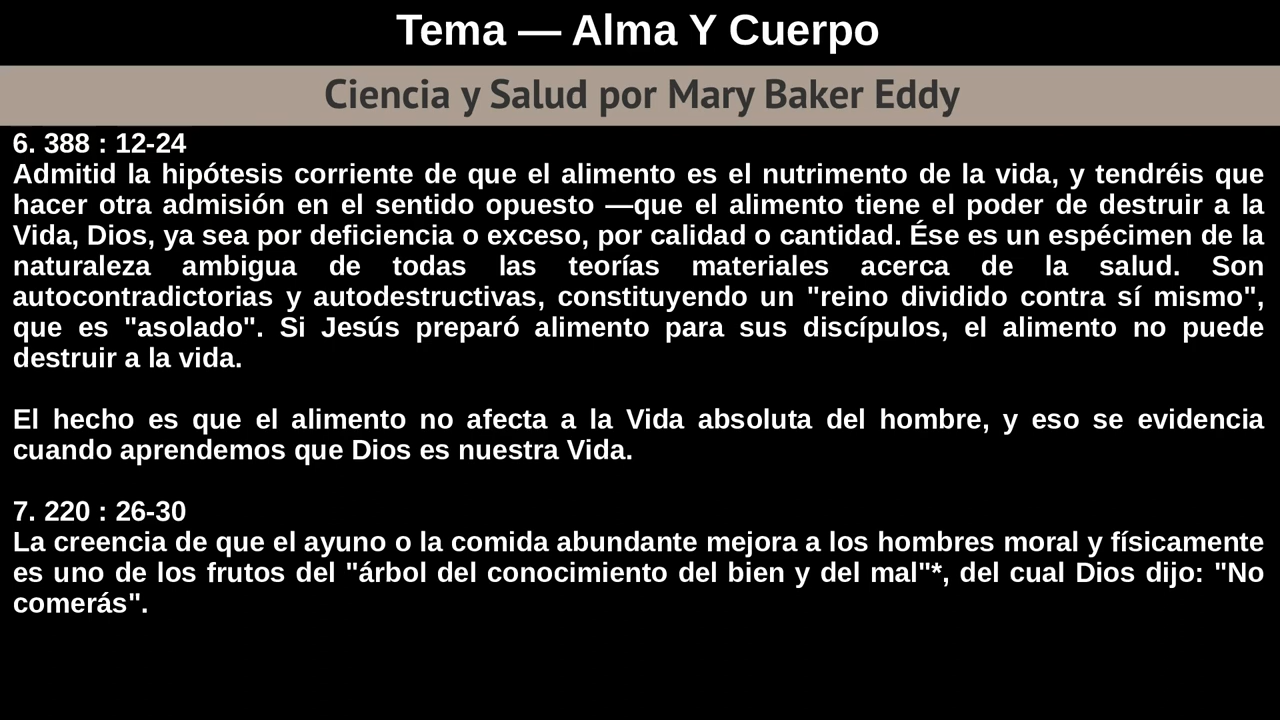 Tema — Alma Y Cuerpo
Ciencia y Salud por Mary Baker Eddy
6. 388 : 12-24
Admitid la hipótesis corriente de que el alimento es el nutrimento de la vida, y tendréis que
hacer otra admisión en el sentido opuesto —que el alimento tiene el poder de destruir a la
Vida, Dios, ya sea por deficiencia o exceso, por calidad o cantidad. Ése es un espécimen de la
naturaleza ambigua de todas las teorías materiales acerca de la salud. Son
autocontradictorias y autodestructivas, constituyendo un "reino dividido contra sí mismo",
que es "asolado". Si Jesús preparó alimento para sus discípulos, el alimento no puede
destruir a la vida.
El hecho es que el alimento no afecta a la Vida absoluta del hombre, y eso se evidencia
cuando aprendemos que Dios es nuestra Vida.
7. 220 : 26-30
La creencia de que el ayuno o la comida abundante mejora a los hombres moral y físicamente
es uno de los frutos del "árbol del conocimiento del bien y del mal"*, del cual Dios dijo: "No
comerás".